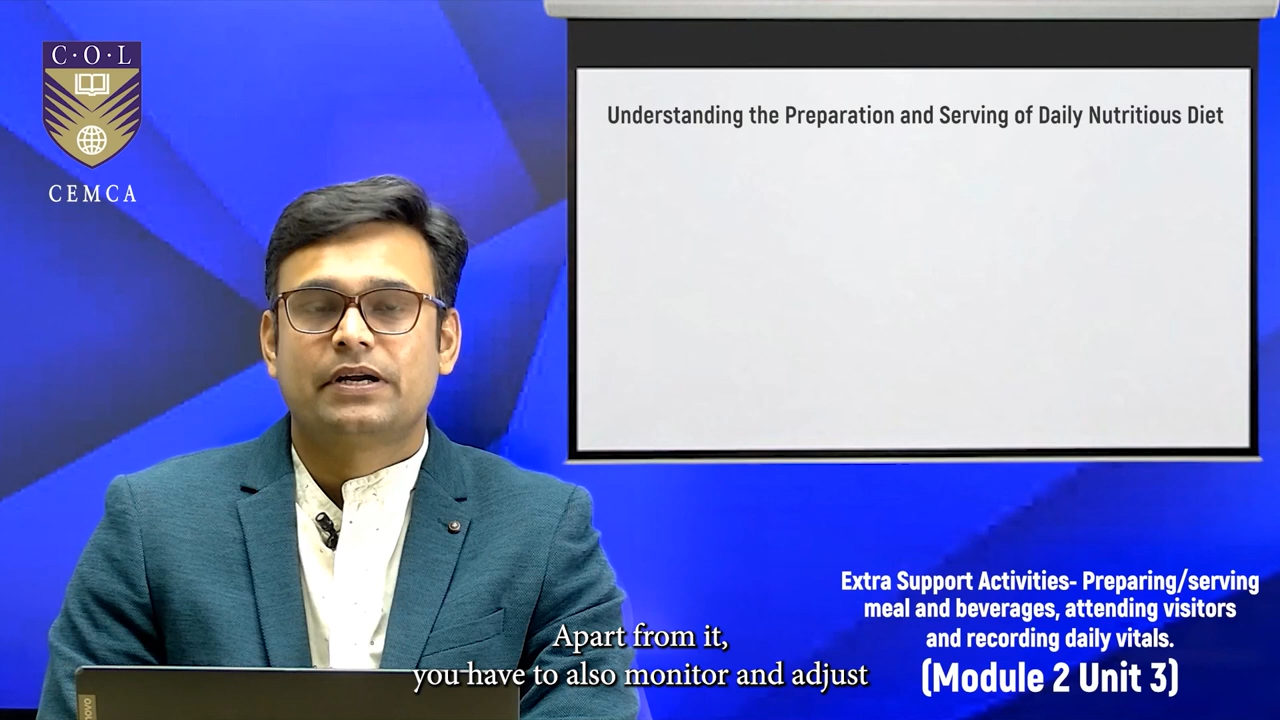 C·O·L
CEMCA
Understanding the Preparation and Serving of Daily Nutritious Diet
Extra Support Activities- Preparing/serving
meal and beverages, attending visitors
and recording daily vitals.
(Module 2 Unit 3)
Apart from it,
you have to also monitor and adjust